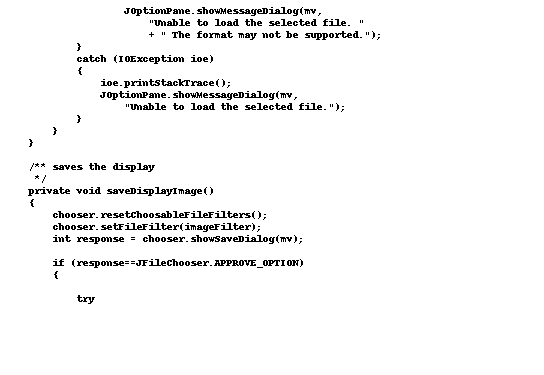 JOptionPane.showMessageDialog(mv,
"Unable to load the selected file. "
+ " The format may not be supported.");
}
catch (IOException ioe)
{
ioe.printStackTrace();
JOptionPane.showMessageDialog(mv,
"Unable to load the selected file.");
}
}
}
/** saves the display
*/
private void saveDisplayImage()
{
chooser.resetChoosableFileFilters();
chooser.setFileFilter(imageFilter);
int response = chooser.showSaveDialog(mv);
if (response==JFileChooser.APPROVE_OPTION)
{
try